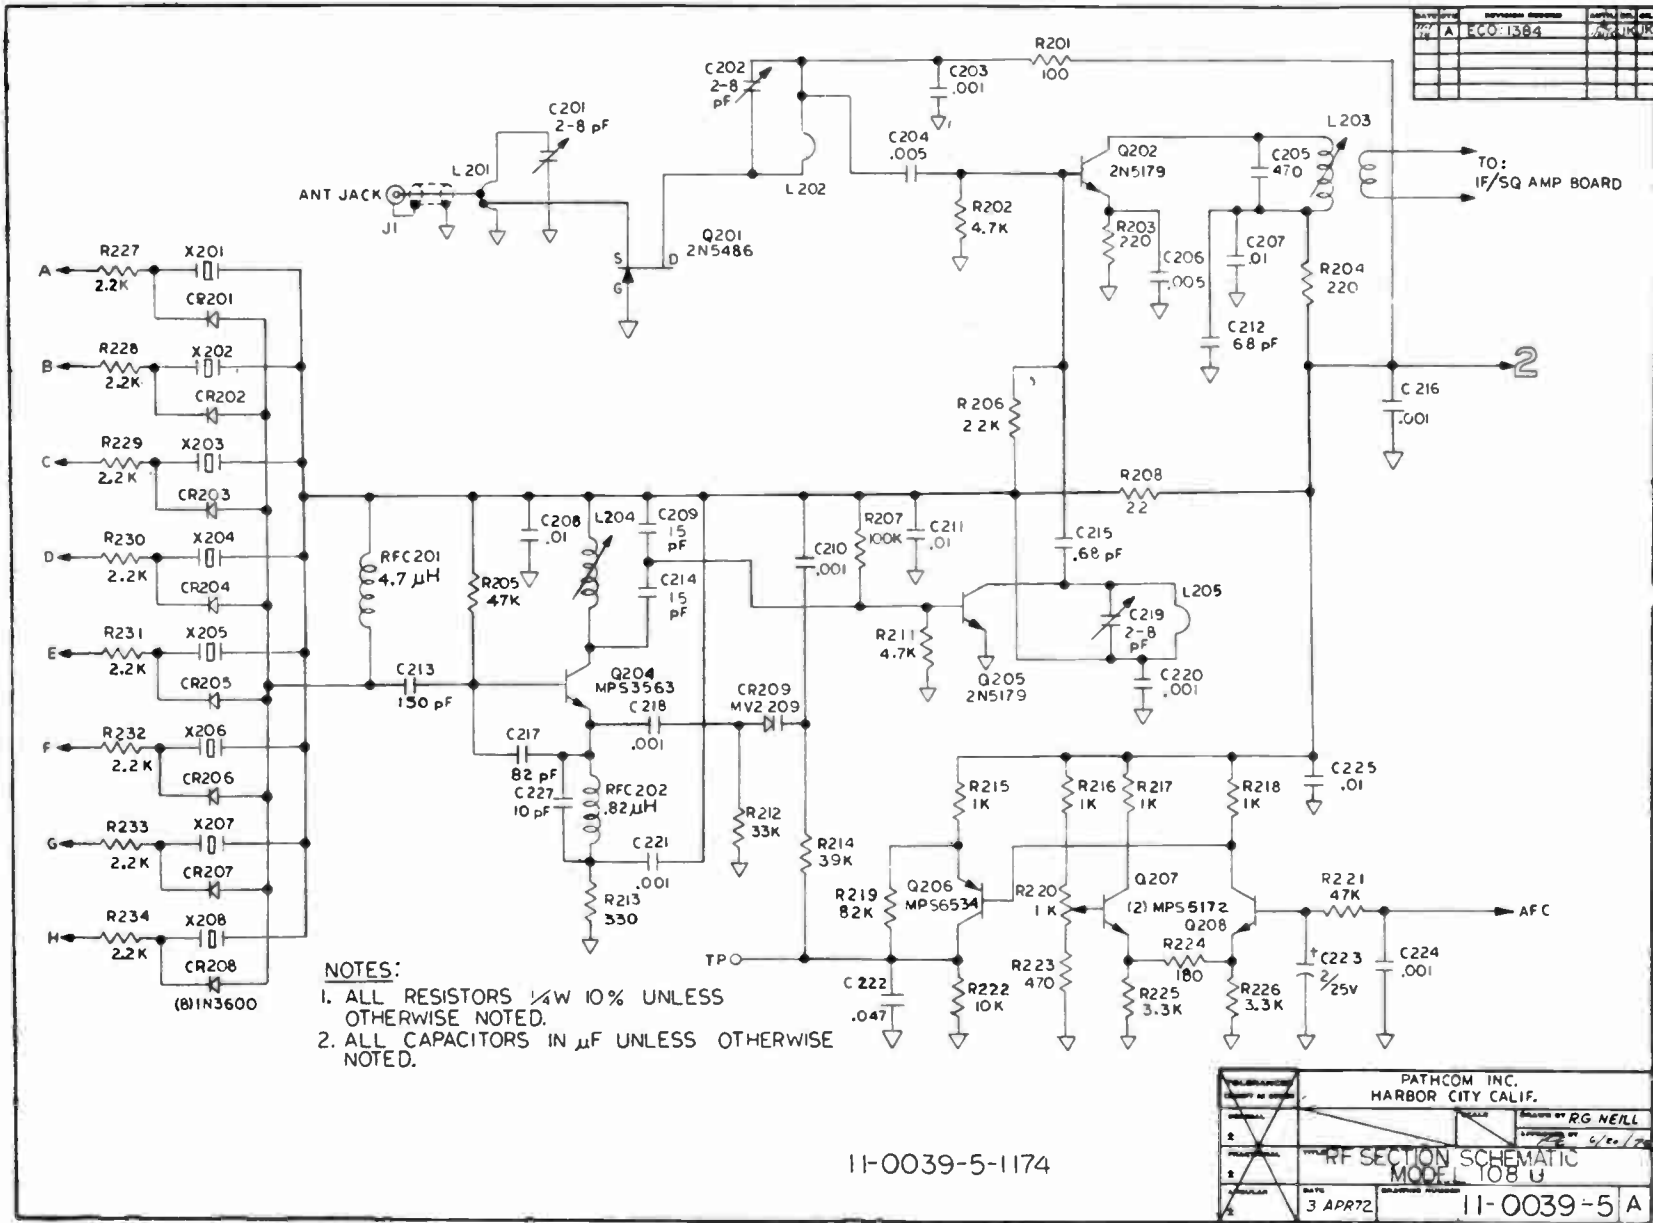 REVISION RECORD
A ECO:1384
R201
100
C202
2-8
pF
C203
.001
C201
2-8 pF
L201
ANT JACK
J1
C204
.005
L202
Q202
2N5179
C205
470
L203
TO:
IF/SQ AMP BOARD
R202
4.7K
R203
220
C206
.005
C207
.01
R204
220
Q201
2N5486
S
D
G
C212
68 pF
2
C216
.001
A
R227
2.2K
X201
CR201
B
R228
2.2K
X202
CR202
C
R229
2.2K
X203
CR203
D
R230
2.2K
X204
CR204
E
R231
2.2K
X205
CR205
F
R232
2.2K
X206
CR206
G
R233
2.2K
X207
CR207
H
R234
2.2K
X208
CR208
(8)1N3600
R206
2.2K
R208
22
RFC201
4.7 µH
R205
47K
C208
.01
L204
C209
15
pF
C214
15
pF
C210
.001
R207
100K
C211
.01
C215
.68 pF
L205
C219
2-8
pF
R211
4.7K
Q205
2N5179
C220
.001
C213
150 pF
Q204
MPS3563
C218
.001
CR209
MV2209
C217
82 pF
C227
10 pF
RFC202
.82µH
R212
33K
C221
.001
R213
330
R214
39K
R215
1K
R216
1K
R217
1K
R218
1K
C225
.01
R219
82K
Q206
MPS6534
R220
1K
Q207
(2) MPS5172
Q208
R221
47K
AFC
R224
180
C223
2/25V
+
C224
.001
TP
C222
.047
R222
10K
R223
470
R225
3.3K
R226
3.3K
NOTES:
1. ALL RESISTORS 1/4W 10% UNLESS
OTHERWISE NOTED.
2. ALL CAPACITORS IN µF UNLESS OTHERWISE
NOTED.
11-0039-5-1174
PATHCOM INC.
HARBOR CITY CALIF.
SCALE
DRAWN BY R.G NEILL
APPROVED BY
TITLE RF SECTION SCHEMATIC
MODEL 108 U
DATE
3 APR72
DRAWING NUMBER
11-0039-5 A